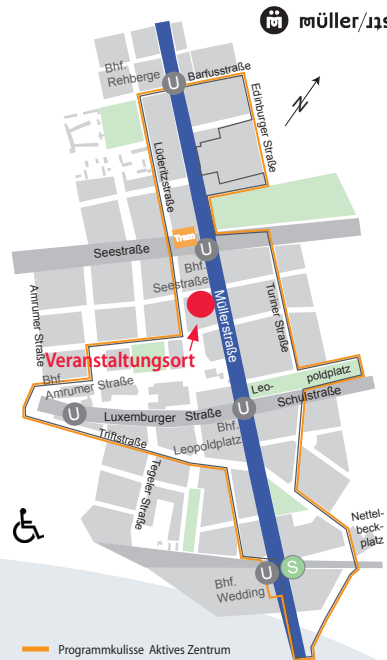 müller/
Bhf.
Rehberge
U
Barfusstraße
Edinburger Straße
N
Lüderitzstraße
Tram
Seestraße
U
Bhf.
Seestraße
Müllerstraße
Turiner Straße
Amrumer Straße
Veranstaltungsort
Bhf.
Amrumer Straße
U
Leo-
poldplatz
Schulstraße
Luxemburger Straße
U
Bhf.
Leopoldplatz
Triftstraße
Tegeler Straße
Nettel-
beck-
platz
U
S
Bhf.
Wedding
Programmkulisse Aktives Zentrum